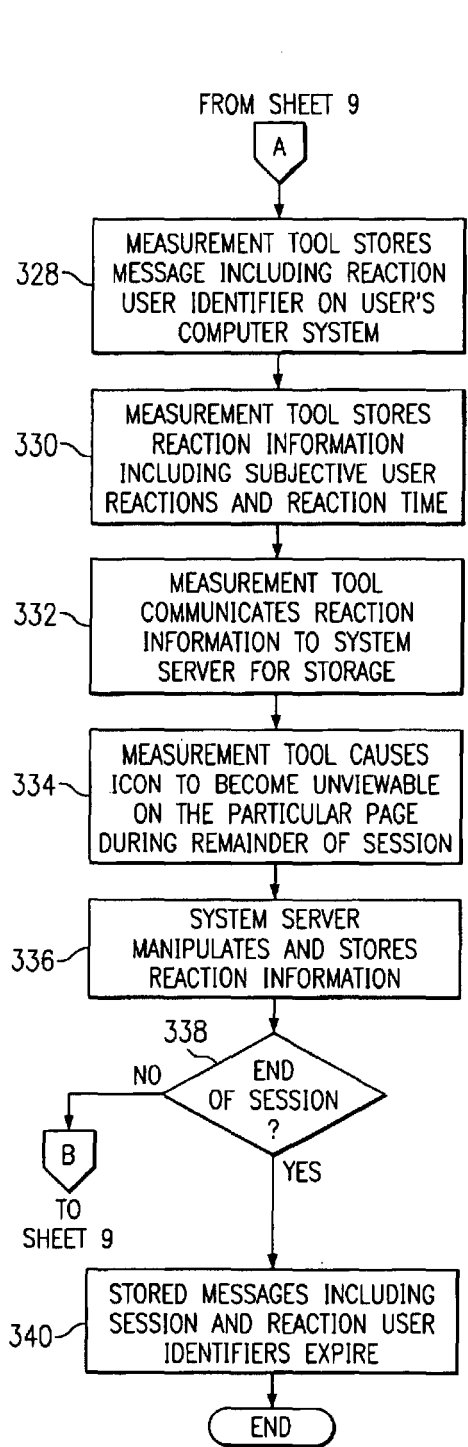 FROM SHEET 9
A
328
MEASUREMENT TOOL STORES
MESSAGE INCLUDING REACTION
USER IDENTIFIER ON USER'S
COMPUTER SYSTEM
330
MEASUREMENT TOOL STORES
REACTION INFORMATION
INCLUDING SUBJECTIVE USER
REACTIONS AND REACTION TIME
332
MEASUREMENT TOOL
COMMUNICATES REACTION
INFORMATION TO SYSTEM
SERVER FOR STORAGE
334
MEASUREMENT TOOL CAUSES
ICON TO BECOME UNVIEWABLE
ON THE PARTICULAR PAGE
DURING REMAINDER OF SESSION
336
SYSTEM SERVER
MANIPULATES AND STORES
REACTION INFORMATION
338
END
OF SESSION
?
NO
B
TO
SHEET 9
YES
340
STORED MESSAGES INCLUDING
SESSION AND REACTION USER
IDENTIFIERS EXPIRE
END